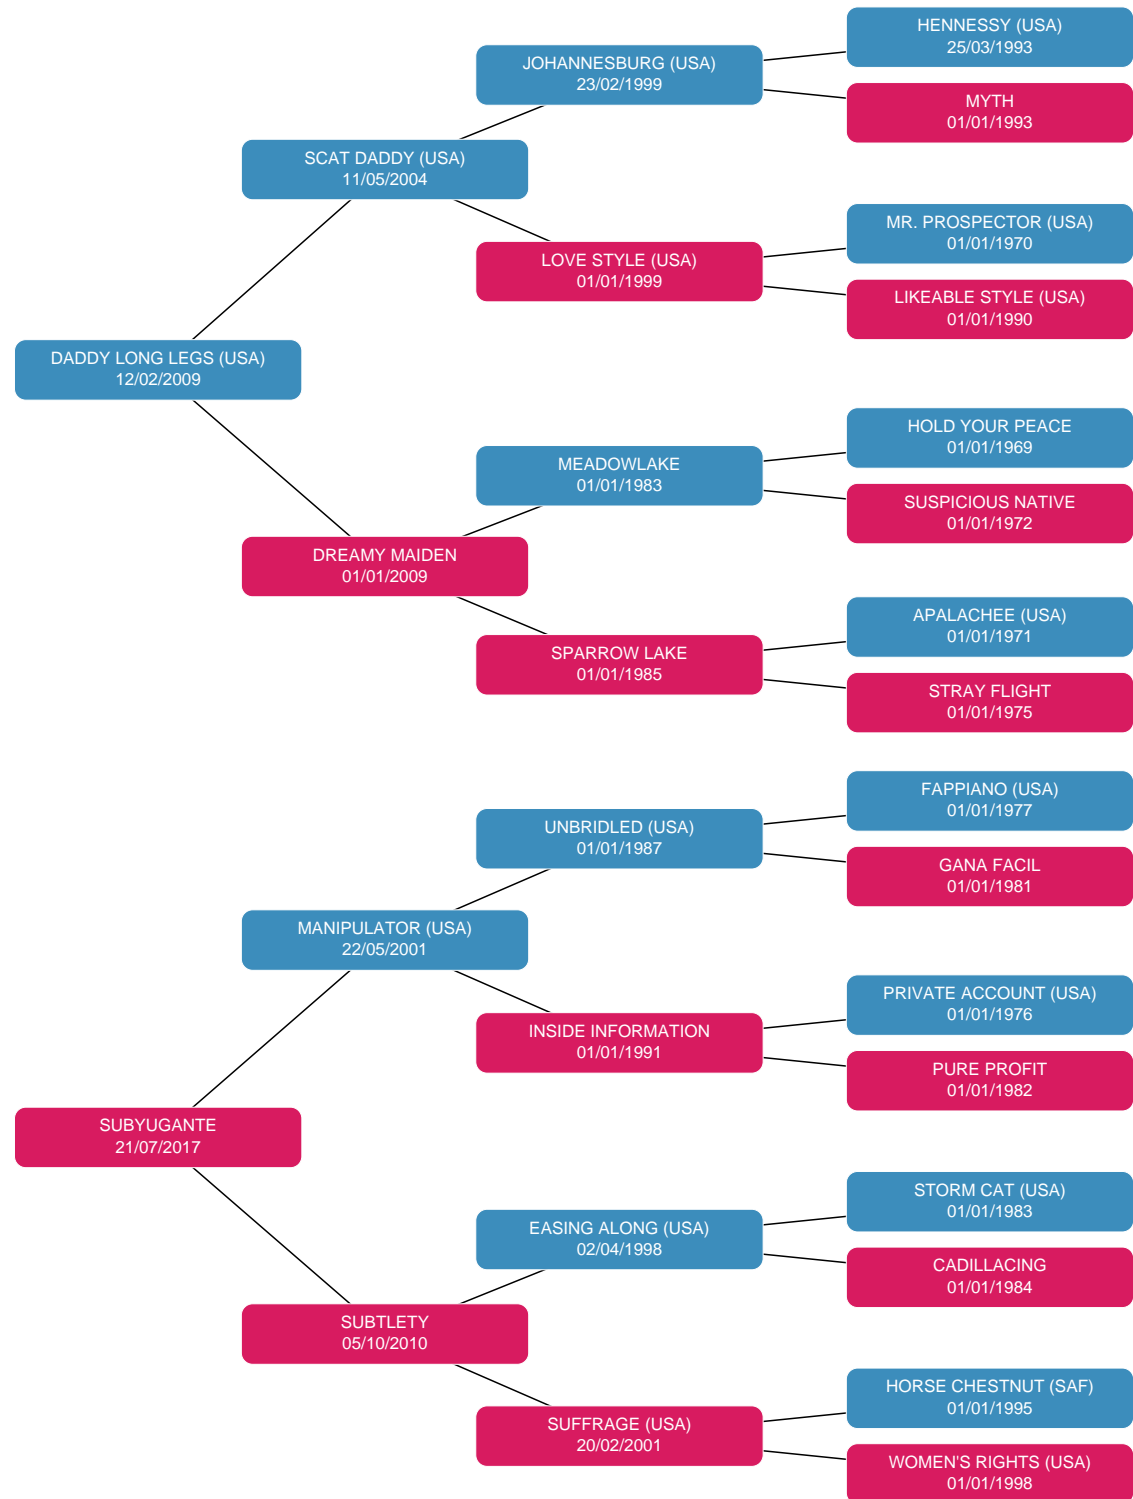 HENNESSY (USA)
25/03/1993
JOHANNESBURG (USA)
23/02/1999
MYTH
01/01/1993
SCAT DADDY (USA)
11/05/2004
MR. PROSPECTOR (USA)
01/01/1970
LOVE STYLE (USA)
01/01/1999
LIKEABLE STYLE (USA)
01/01/1990
DADDY LONG LEGS (USA)
12/02/2009
HOLD YOUR PEACE
01/01/1969
MEADOWLAKE
01/01/1983
SUSPICIOUS NATIVE
01/01/1972
DREAMY MAIDEN
01/01/2009
APALACHEE (USA)
01/01/1971
SPARROW LAKE
01/01/1985
STRAY FLIGHT
01/01/1975
FAPPIANO (USA)
01/01/1977
UNBRIDLED (USA)
01/01/1987
GANA FACIL
01/01/1981
MANIPULATOR (USA)
22/05/2001
PRIVATE ACCOUNT (USA)
01/01/1976
INSIDE INFORMATION
01/01/1991
PURE PROFIT
01/01/1982
SUBYUGANTE
21/07/2017
STORM CAT (USA)
01/01/1983
EASING ALONG (USA)
02/04/1998
CADILLACING
01/01/1984
SUBTLETY
05/10/2010
HORSE CHESTNUT (SAF)
01/01/1995
SUFFRAGE (USA)
20/02/2001
WOMEN'S RIGHTS (USA)
01/01/1998